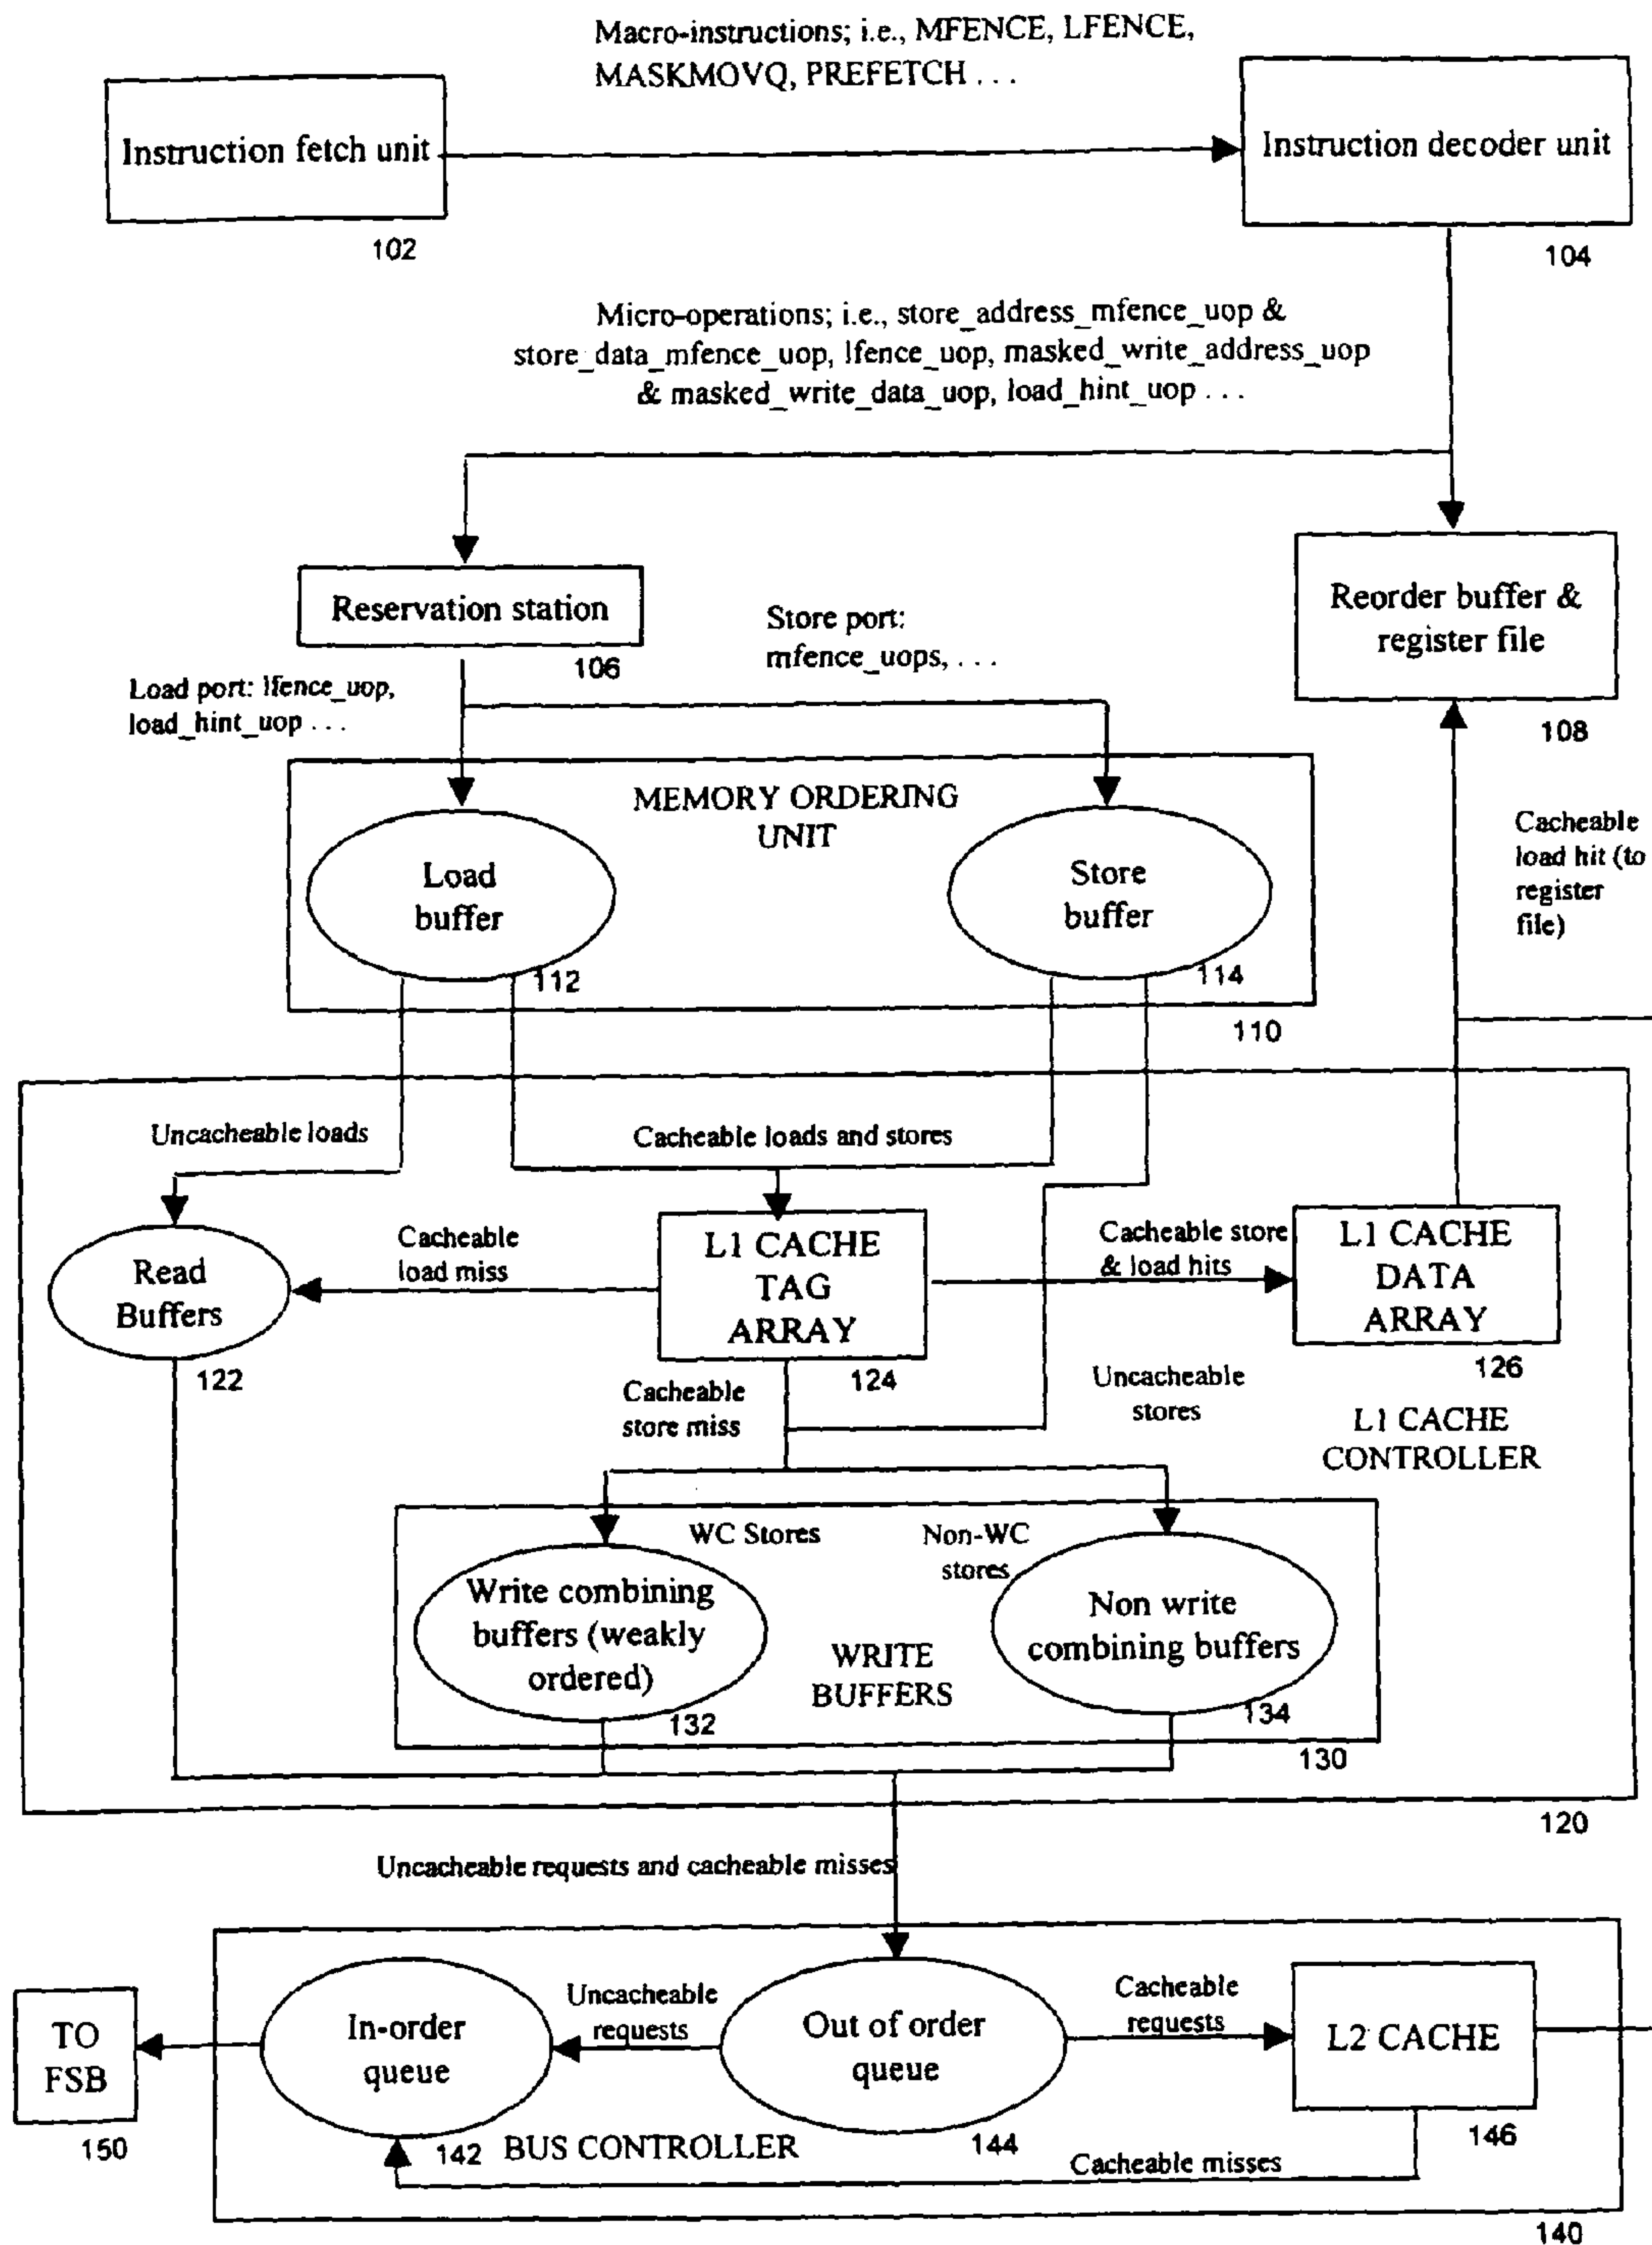 Macro-instructions; i.e., MFENCE, LFENCE,
MASKMOVQ, PREFETCH . . .
Instruction fetch unit
102
Instruction decoder unit
104
Micro-operations; i.e., store_address_mfence_uop &
store_data_mfence_uop, lfence_uop, masked_write_address_uop
& masked_write_data_uop, load_hint_uop . . .
Reservation station
106
Store port:
mfence_uops, . . .
Reorder buffer &
register file
108
Load port: lfence_uop,
load_hint_uop . . .
MEMORY ORDERING
UNIT
Load
buffer
112
Store
buffer
114
110
Cacheable
load hit (to
register
file)
Uncacheable loads
Cacheable loads and stores
Read
Buffers
122
Cacheable
load miss
L1 CACHE
TAG
ARRAY
124
Cacheable store
& load hits
L1 CACHE
DATA
ARRAY
126
Cacheable
store miss
Uncacheable
stores
L1 CACHE
CONTROLLER
WC Stores
Non-WC
stores
Write combining
buffers (weakly
ordered)
132
WRITE
BUFFERS
Non write
combining buffers
134
130
120
Uncacheable requests and cacheable misses
TO
FSB
150
In-order
queue
142
Uncacheable
requests
Out of order
queue
144
Cacheable
requests
L2 CACHE
146
BUS CONTROLLER
Cacheable misses
140